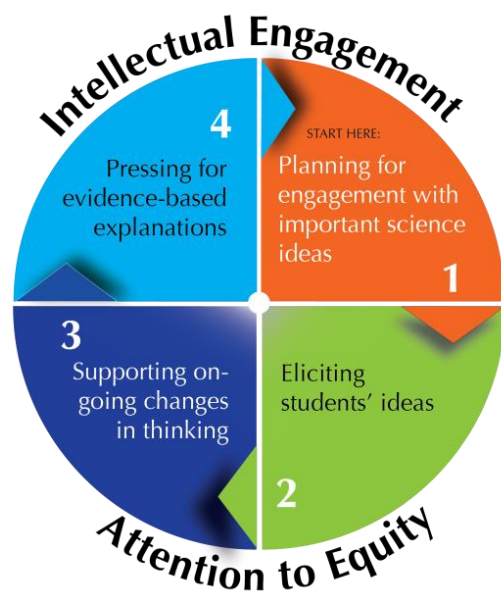 Intellectual Engagement
START HERE:
Planning for
engagement with
important science
ideas
1
Eliciting
students’ ideas
2
3
Supporting on-
going changes
in thinking
4
Pressing for
evidence-based
explanations
Attention to Equity